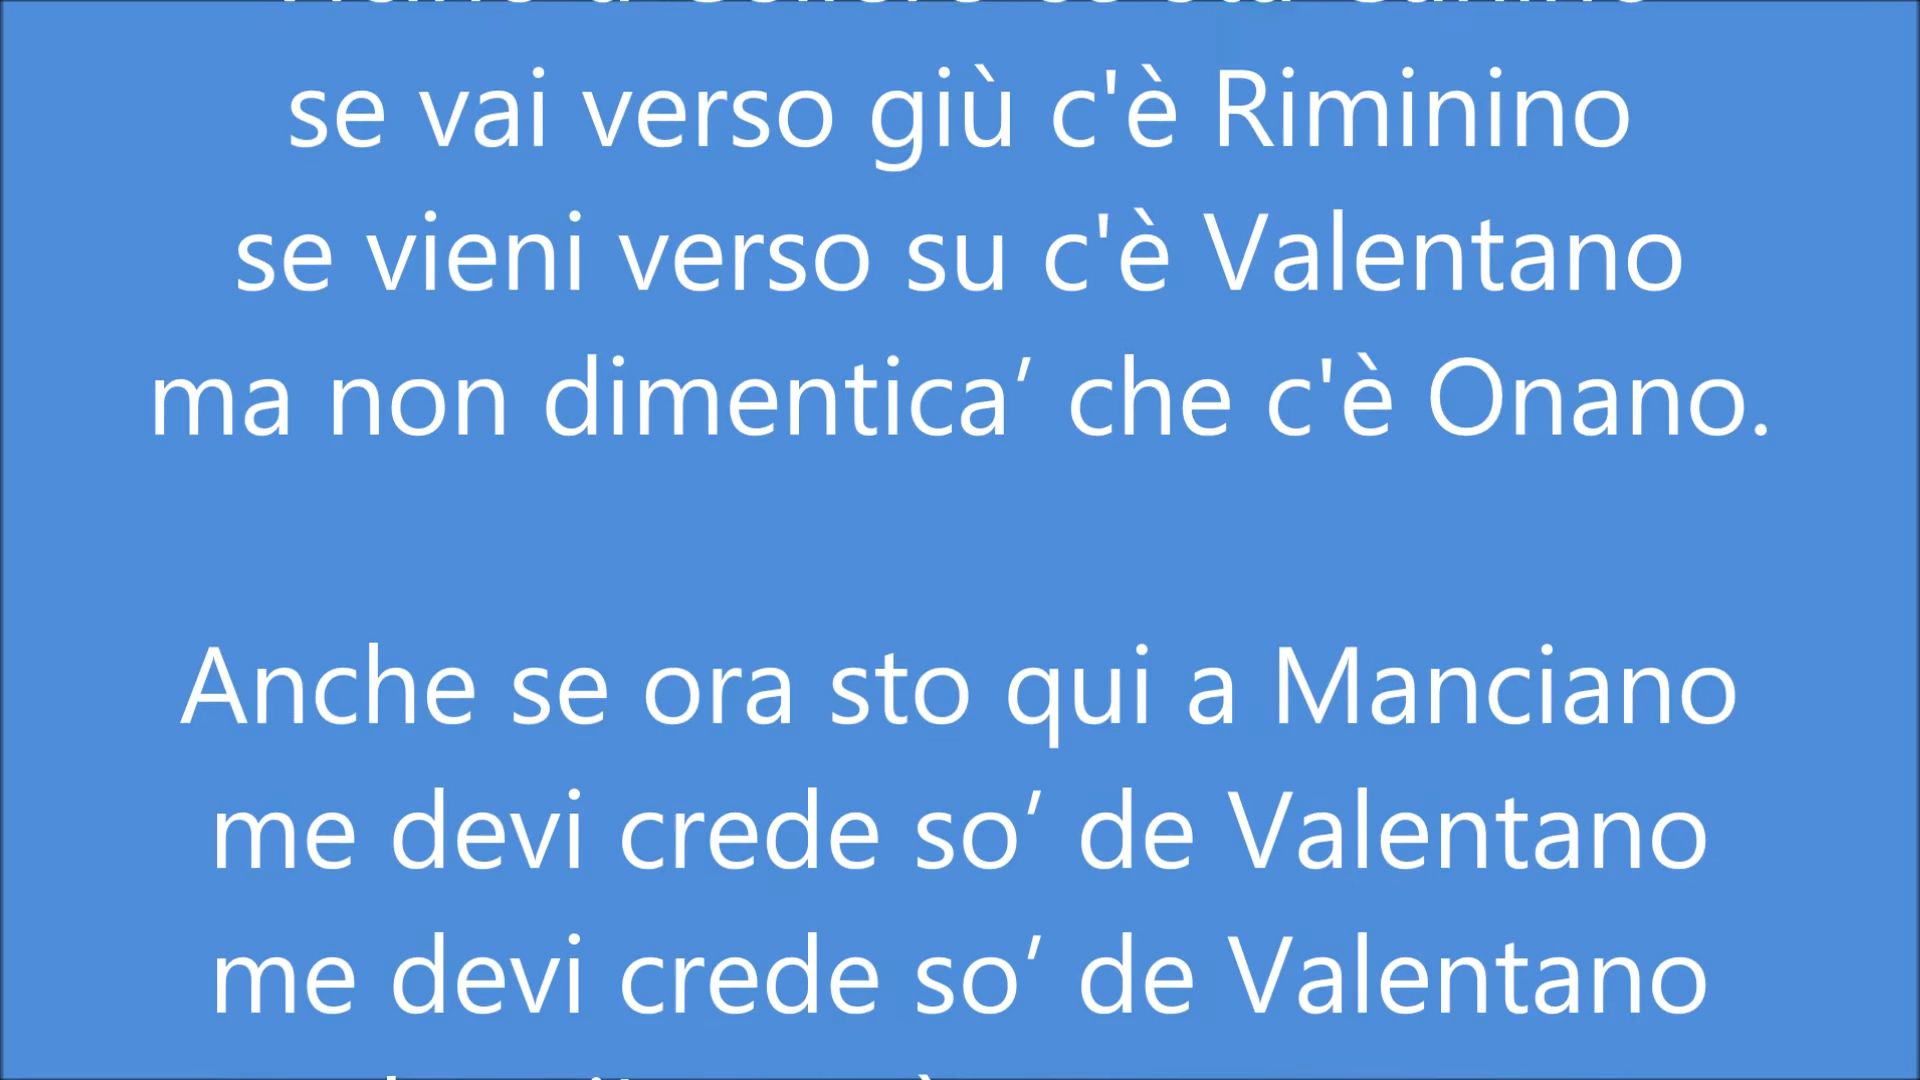 se vai verso giù c'è Riminino
se vieni verso su c'è Valentano
ma non dimentica’ che c'è Onano.
Anche se ora sto qui a Manciano
me devi crede so’ de Valentano
me devi crede so’ de Valentano